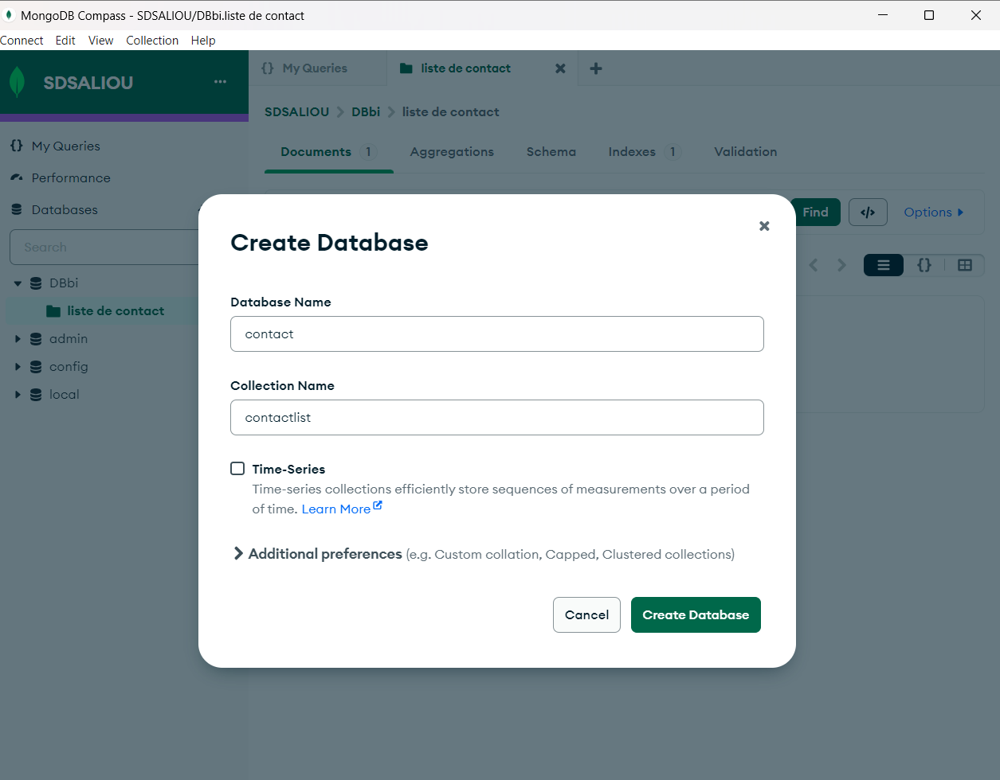 MongoDB Compass - SDSALIOU/DBbi.liste de contact
Connect Edit View Collection Help
SDSALIOU ...
{} My Queries
liste de contact
SDSALIOU > DBbi > liste de contact
{} My Queries
Performance
Databases
Search
DBbi
liste de contact
admin
config
local
Documents 1 Aggregations Schema Indexes 1 Validation
Find </> Options
{}
Create Database
Database Name
contact
Collection Name
contactlist
Time-Series
Time-series collections efficiently store sequences of measurements over a period
of time. Learn More
Additional preferences (e.g. Custom collation, Capped, Clustered collections)
Cancel Create Database